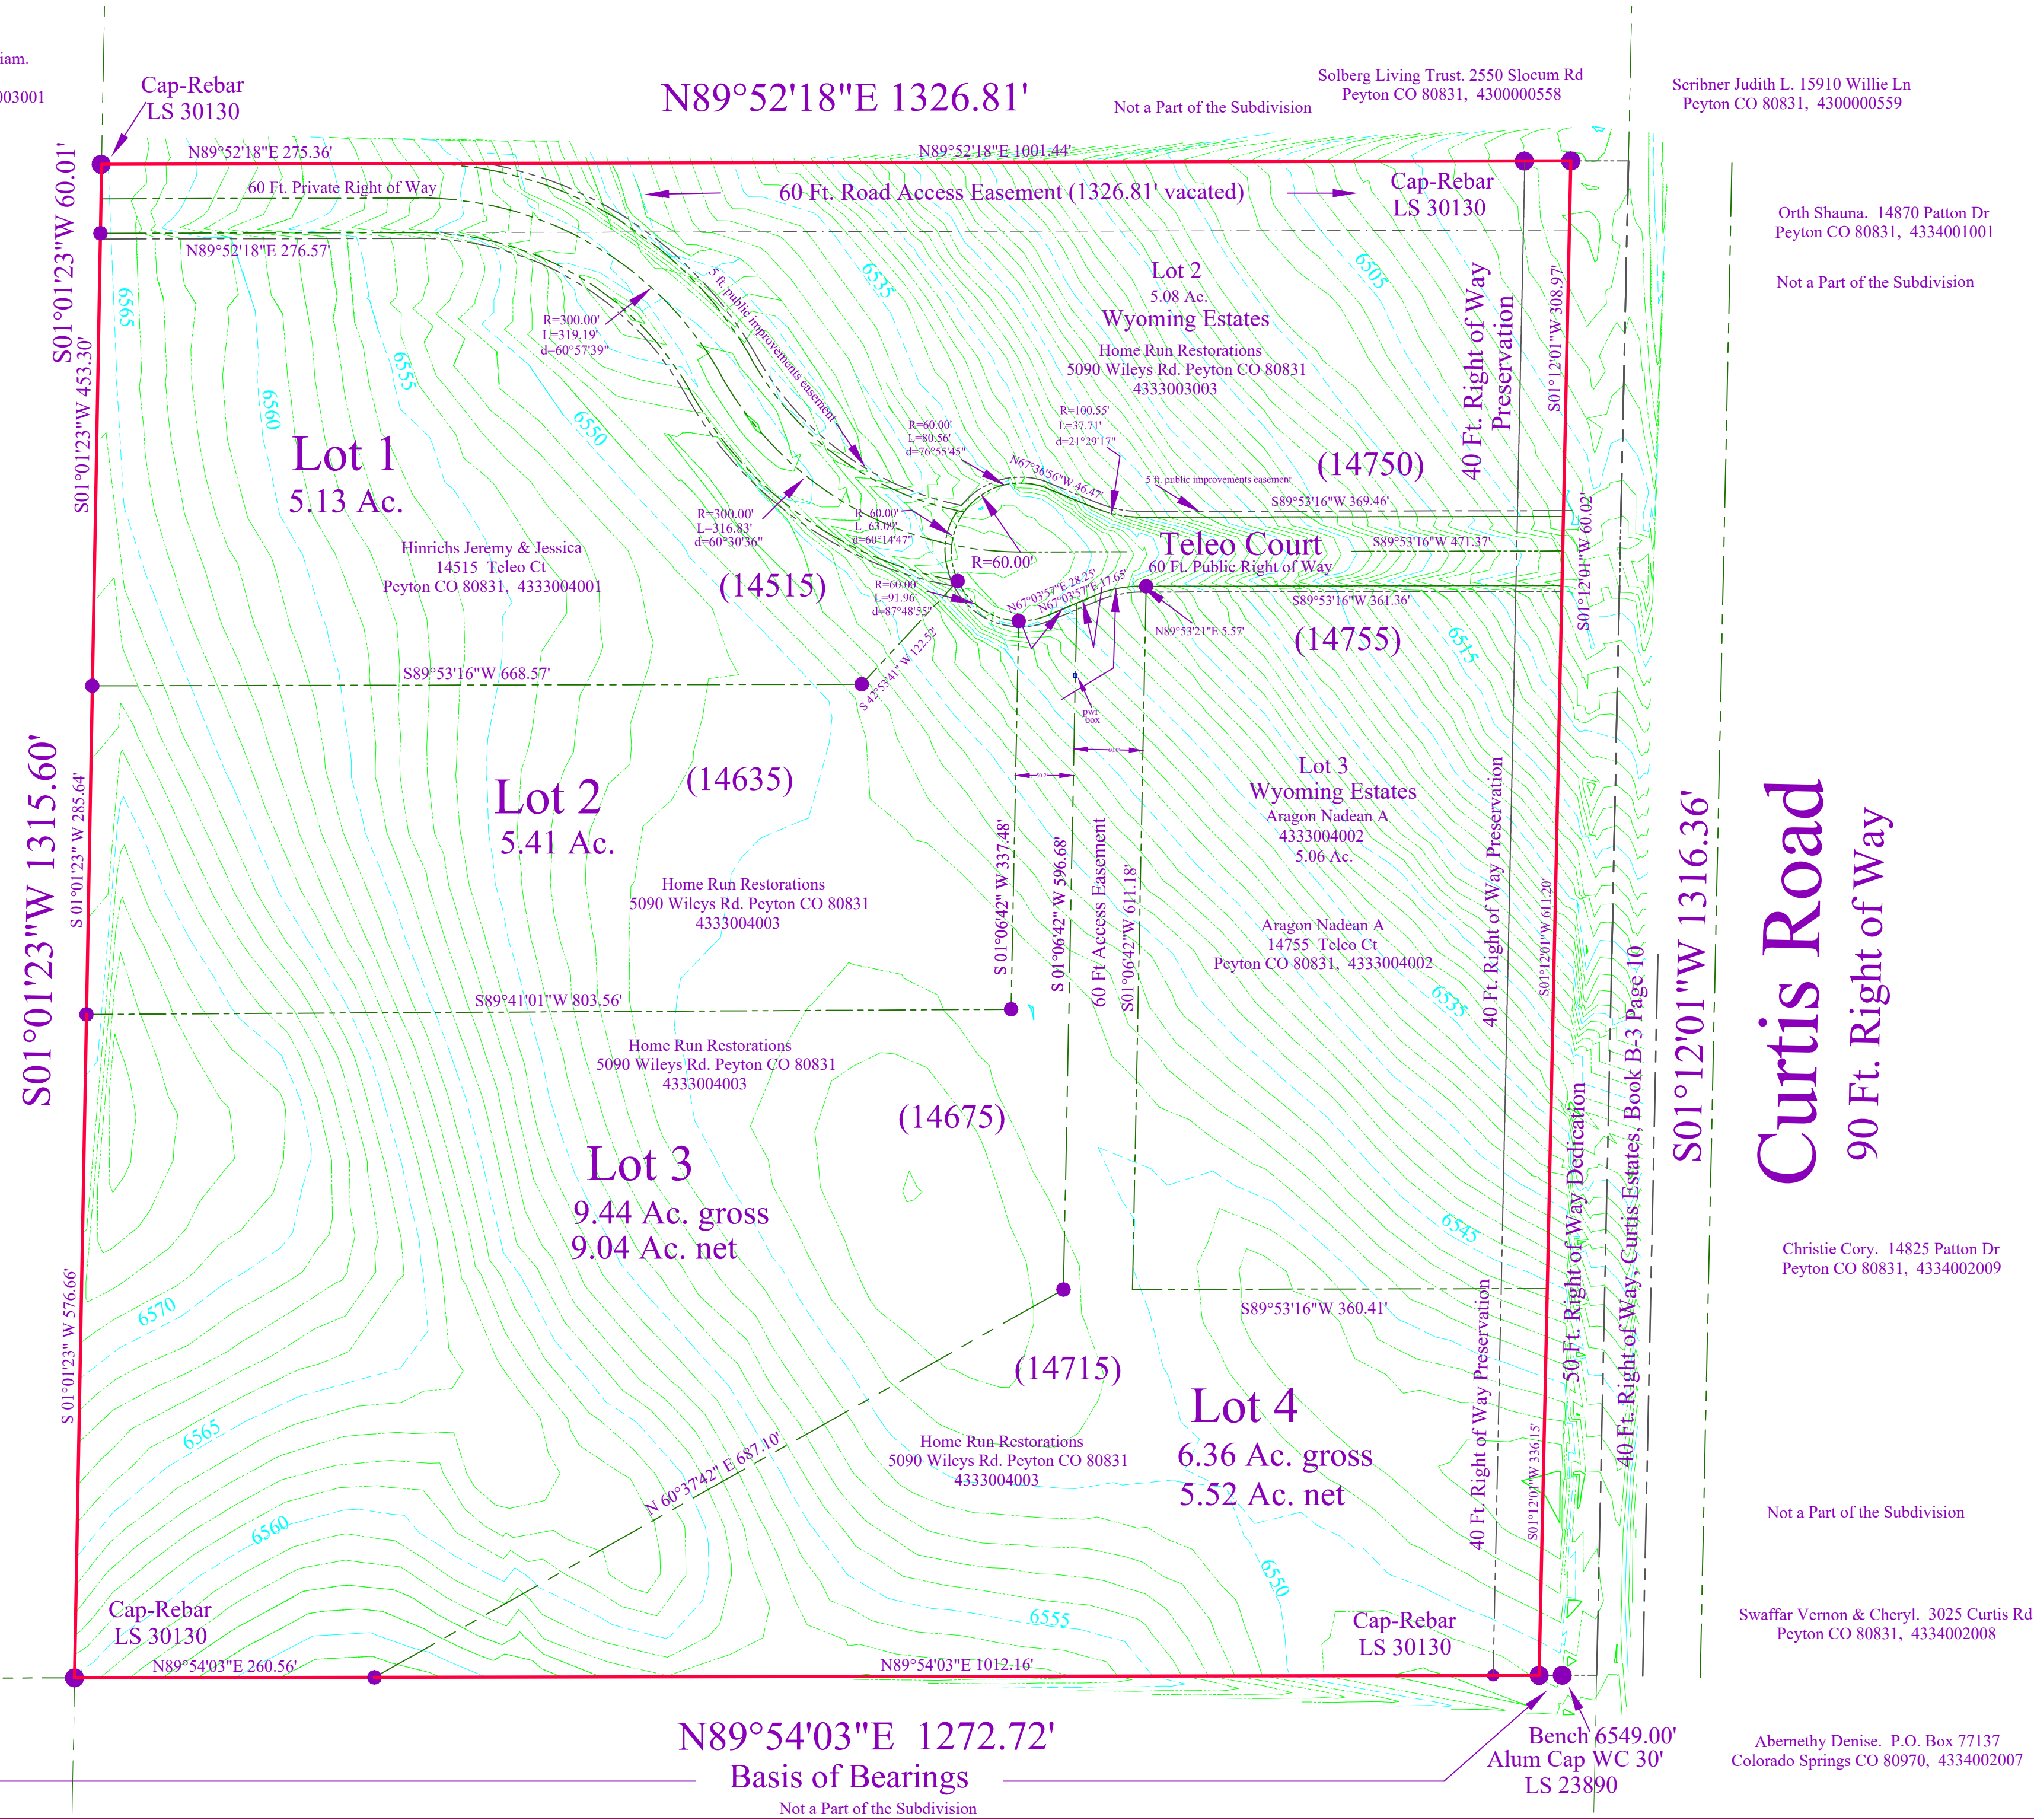 iam.
003001
Cap-Rebar
LS 30130
N89°52'18"E 1326.81'
Solberg Living Trust. 2550 Slocum Rd
Peyton CO 80831, 4300000558
Not a Part of the Subdivision
Scribner Judith L. 15910 Willie Ln
Peyton CO 80831, 4300000559
N89°52'18"E 275.36'
N89°52'18"E 1001.44'
S01°01'23"W 60.01'
60 Ft. Private Right of Way
60 Ft. Road Access Easement (1326.81' vacated)
Cap-Rebar
LS 30130
Orth Shauna. 14870 Patton Dr
Peyton CO 80831, 4334001001
N89°52'18"E 276.57'
Not a Part of the Subdivision
6565
6560
6555
6550
6535
6505
5 ft. public improvements easement
R=300.00'
L=319.19'
d=60°57'39"
Lot 2
5.08 Ac.
Wyoming Estates
Home Run Restorations
5090 Wileys Rd. Peyton CO 80831
4333003003
40 Ft. Right of Way
Preservation
S01°12'01"W 308.97'
S01°01'23"W 453.30'
Lot 1
5.13 Ac.
Hinrichs Jeremy & Jessica
14515 Teleo Ct
Peyton CO 80831, 4333004001
R=60.00'
L=80.56'
d=76°55'45"
R=100.55'
L=37.71'
d=21°29'17"
N67°36'56"W 46.47'
(14750)
5 ft. public improvements easement
S89°53'16"W 369.46'
R=300.00'
L=316.83'
d=60°30'36"
R=60.00'
L=63.09'
d=60°14'47"
R=60.00'
Teleo Court
60 Ft. Public Right of Way
S89°53'16"W 471.37'
S01°12'01"W 60.02'
(14515)
R=60.00'
L=91.96'
d=87°48'55"
N67°03'57"E 28.25'
N67°03'57"E 17.65'
S89°53'16"W 361.36'
N89°53'21"E 5.57'
(14755)
6515
S 42°53'41" W 122.52'
S89°53'16"W 668.57'
pwr
box
S01°01'23"W 1315.60'
S 01°01'23" W 285.64'
Lot 2
5.41 Ac.
(14635)
Home Run Restorations
5090 Wileys Rd. Peyton CO 80831
4333004003
S 01°06'42" W 337.48'
S 01°06'42" W 596.68'
60 Ft Access Easement
S01°06'42"W 611.18'
Lot 3
Wyoming Estates
Aragon Nadean A
4333004002
5.06 Ac.
Aragon Nadean A
14755 Teleo Ct
Peyton CO 80831, 4333004002
40 Ft. Right of Way Preservation
S01°12'01"W 611.20'
6535
S01°12'01"W 1316.36'
Curtis Road
90 Ft. Right of Way
S89°41'01"W 803.56'
Home Run Restorations
5090 Wileys Rd. Peyton CO 80831
4333004003
(14675)
Lot 3
9.44 Ac. gross
9.04 Ac. net
6545
50 Ft. Right of Way Dedication
40 Ft. Right of Way, Curtis Estates, Book B-3 Page 10
Christie Cory. 14825 Patton Dr
Peyton CO 80831, 4334002009
S 01°01'23" W 576.66'
6570
6565
6560
S89°53'16"W 360.41'
(14715)
Lot 4
6.36 Ac. gross
5.52 Ac. net
Home Run Restorations
5090 Wileys Rd. Peyton CO 80831
4333004003
N 60°37'42" E 687.10'
40 Ft. Right of Way Preservation
S01°12'01"W 336.15'
Not a Part of the Subdivision
6550
6555
Cap-Rebar
LS 30130
Cap-Rebar
LS 30130
Swaffar Vernon & Cheryl. 3025 Curtis Rd
Peyton CO 80831, 4334002008
N89°54'03"E 260.56'
N89°54'03"E 1012.16'
N89°54'03"E 1272.72'
Basis of Bearings
Not a Part of the Subdivision
Bench 6549.00'
Alum Cap WC 30'
LS 23890
Abernethy Denise. P.O. Box 77137
Colorado Springs CO 80970, 4334002007